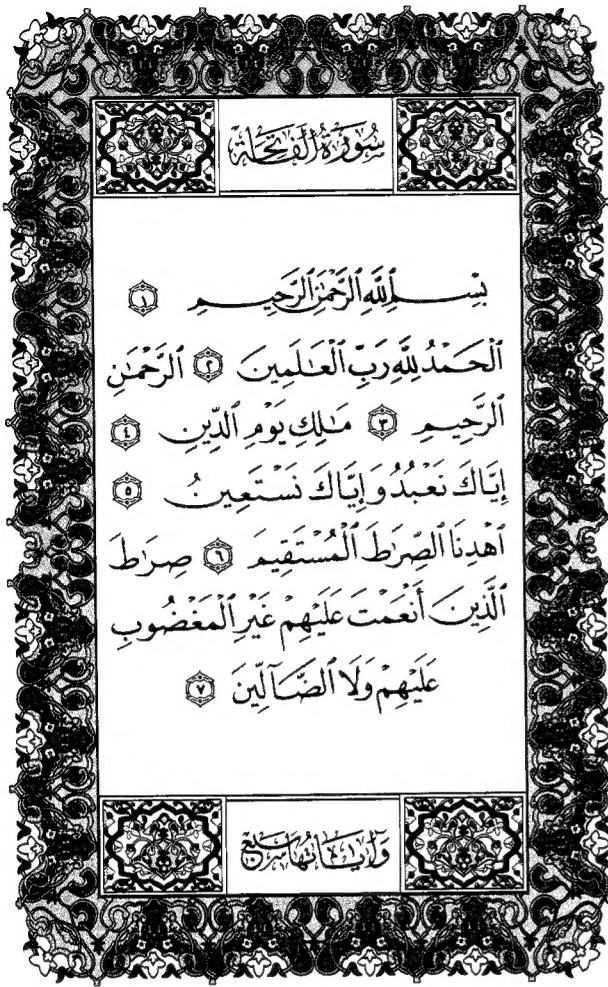 سُورَةُ ٱلْفَاتِحَة
بِسْمِ ٱللَّهِ ٱلرَّحْمَٰنِ ٱلرَّحِيمِ ١
ٱلْحَمْدُ لِلَّهِ رَبِّ ٱلْعَٰلَمِينَ ٢ ٱلرَّحْمَٰنِ
ٱلرَّحِيمِ ٣ مَٰلِكِ يَوْمِ ٱلدِّينِ ٤
إِيَّاكَ نَعْبُدُ وَإِيَّاكَ نَسْتَعِينُ ٥
ٱهْدِنَا ٱلصِّرَٰطَ ٱلْمُسْتَقِيمَ ٦ صِرَٰطَ
ٱلَّذِينَ أَنْعَمْتَ عَلَيْهِمْ غَيْرِ ٱلْمَغْضُوبِ
عَلَيْهِمْ وَلَا ٱلضَّآلِّينَ ٧
وَآيَاتُهَا سَبْع